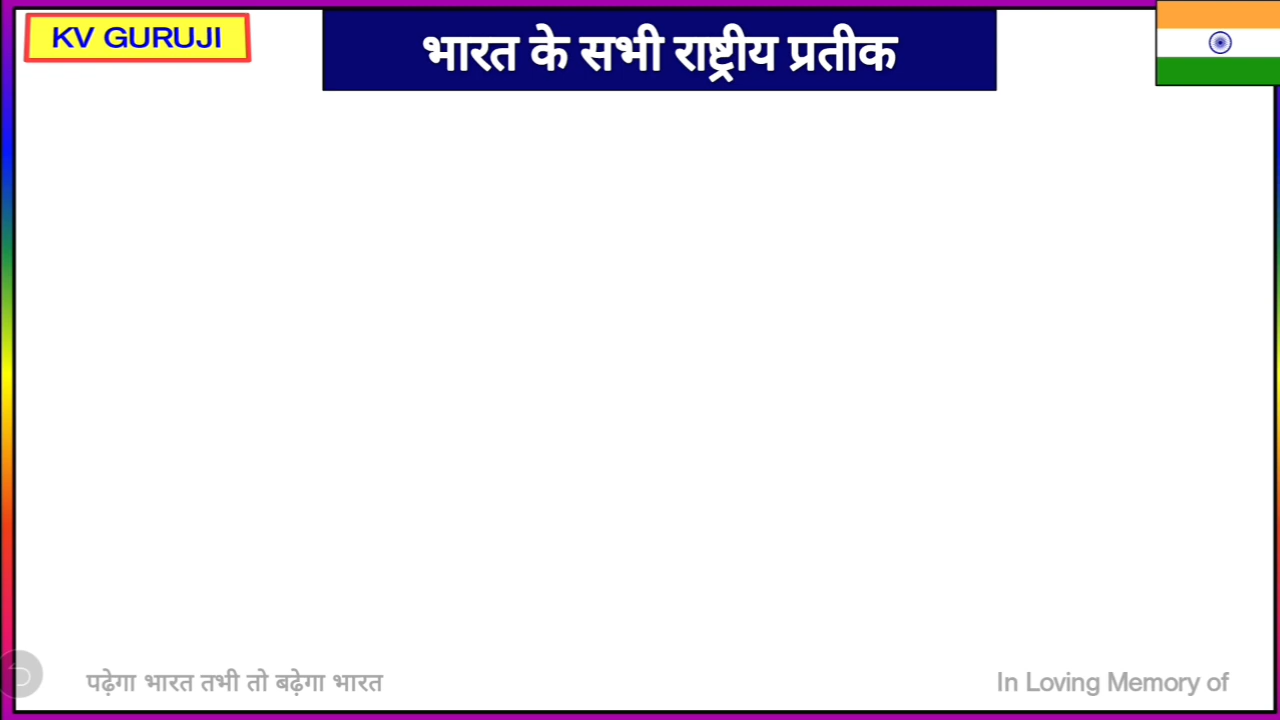 KV GURUJI
भारत के सभी राष्ट्रीय प्रतीक
पढ़ेगा भारत तभी तो बढ़ेगा भारत
In Loving Memory of